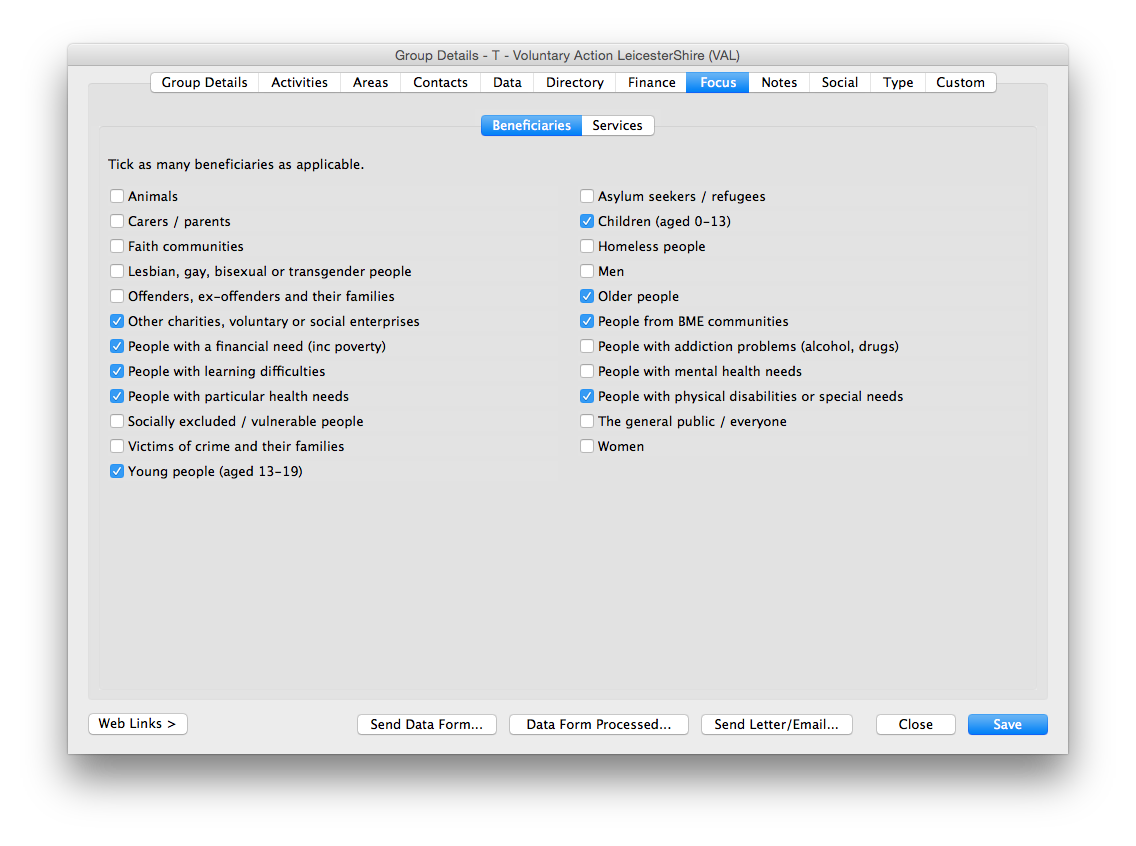 Group Details - T - Voluntary Action LeicesterShire (VAL)
Group Details Activities Areas Contacts Data Directory Finance Focus Notes Social Type Custom
Beneficiaries Services
Tick as many beneficiaries as applicable.
Animals Asylum seekers / refugees
Carers / parents Children (aged 0-13)
Faith communities Homeless people
Lesbian, gay, bisexual or transgender people Men
Offenders, ex-offenders and their families Older people
Other charities, voluntary or social enterprises People from BME communities
People with a financial need (inc poverty) People with addiction problems (alcohol, drugs)
People with learning difficulties People with mental health needs
People with particular health needs People with physical disabilities or special needs
Socially excluded / vulnerable people The general public / everyone
Victims of crime and their families Women
Young people (aged 13-19)
Web Links > Send Data Form... Data Form Processed... Send Letter/Email... Close Save